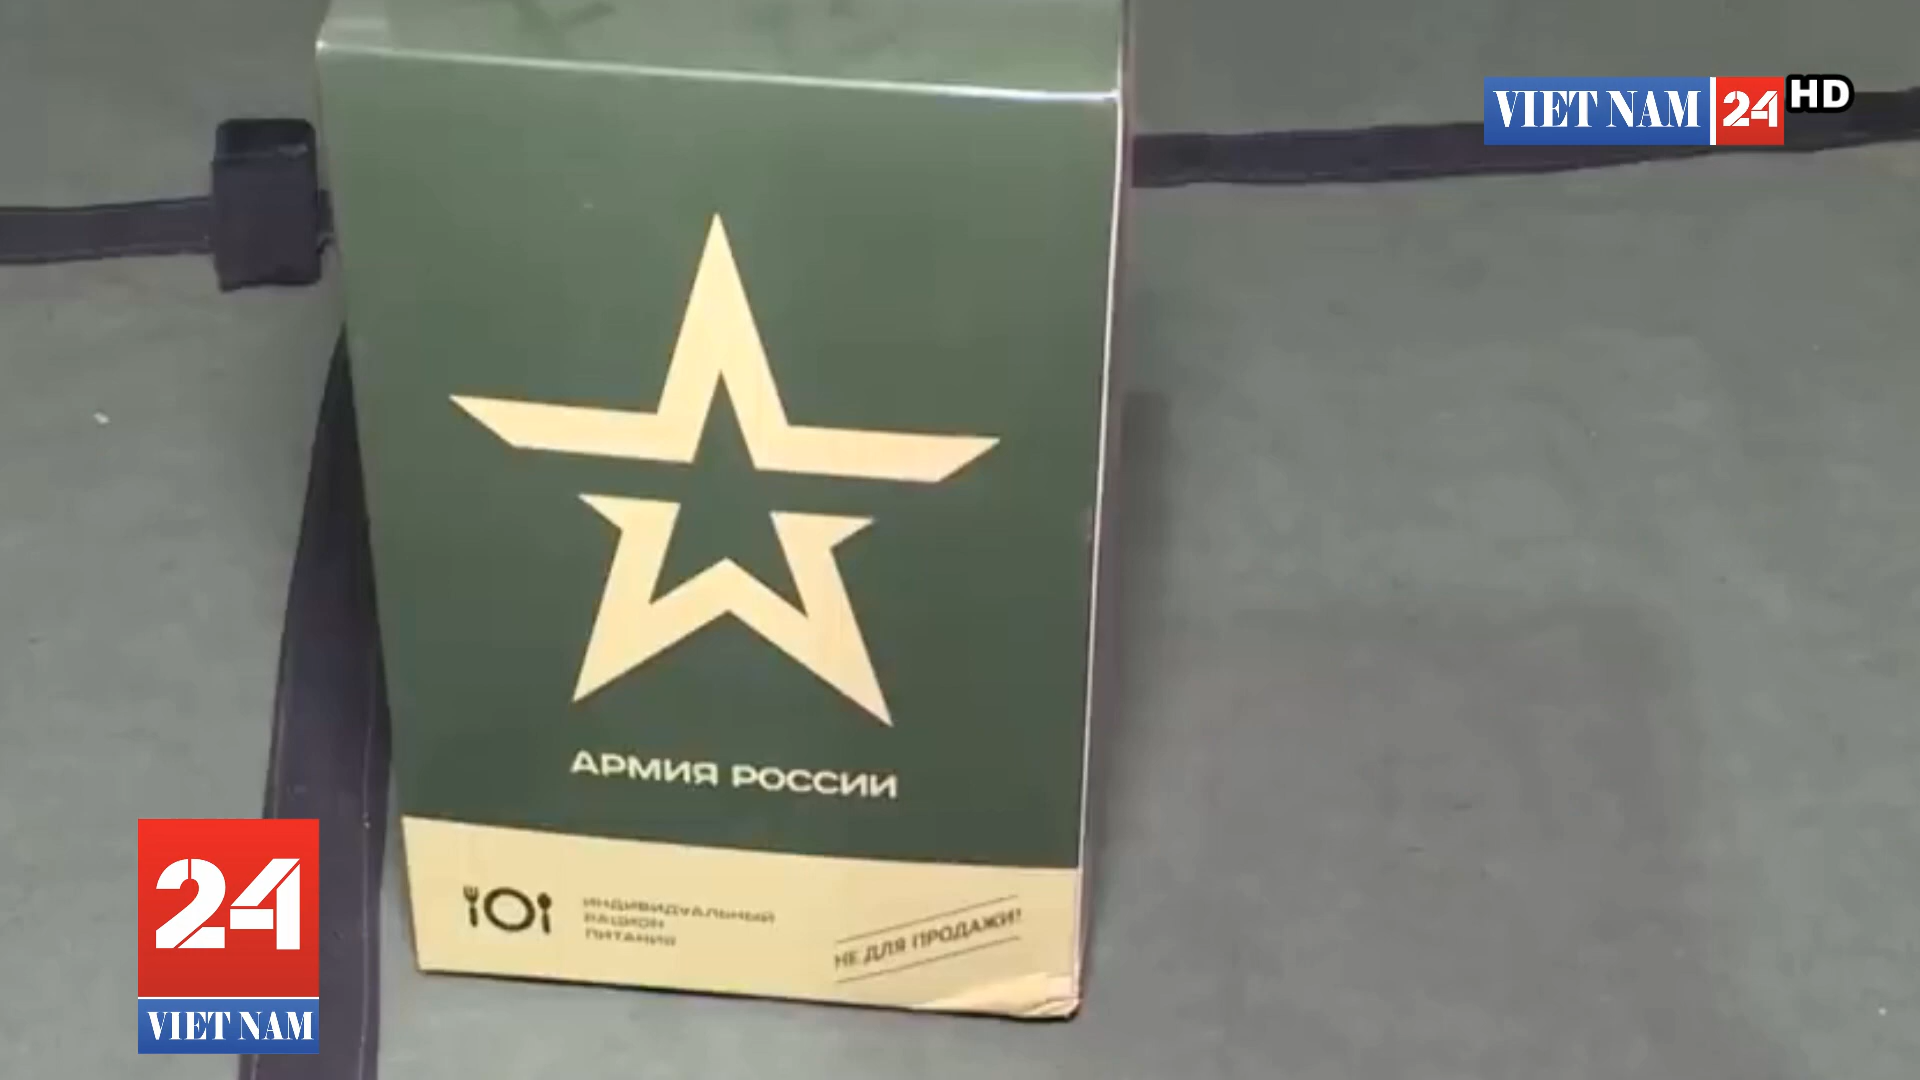 VIET NAM 24 HD
АРМИЯ РОССИИ
ИНДИВИДУАЛЬНЫЙ
РАЦИОН
ПИТАНИЯ
НЕ ДЛЯ ПРОДАЖИ!
24
VIET NAM